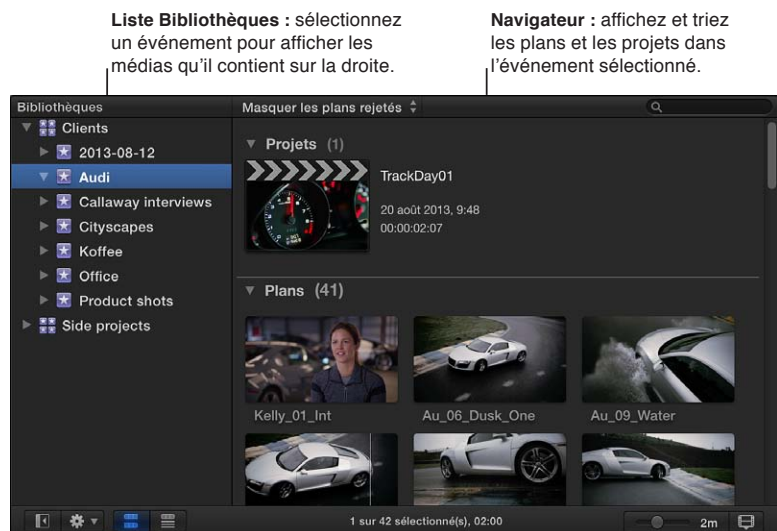 Liste Bibliothèques : sélectionnez
un événement pour afficher les
médias qu'il contient sur la droite.
Navigateur : affichez et triez
les plans et les projets dans
l'événement sélectionné.
Bibliothèques
Masquer les plans rejetés
Clients
2013-08-12
Audi
Callaway interviews
Cityscapes
Koffee
Office
Product shots
Side projects
Projets (1)
TrackDay01
20 août 2013, 9:48
00:00:02:07
Plans (41)
Kelly_01_Int
Au_06_Dusk_One
Au_09_Water
1 sur 42 sélectionné(s), 02:00
2m